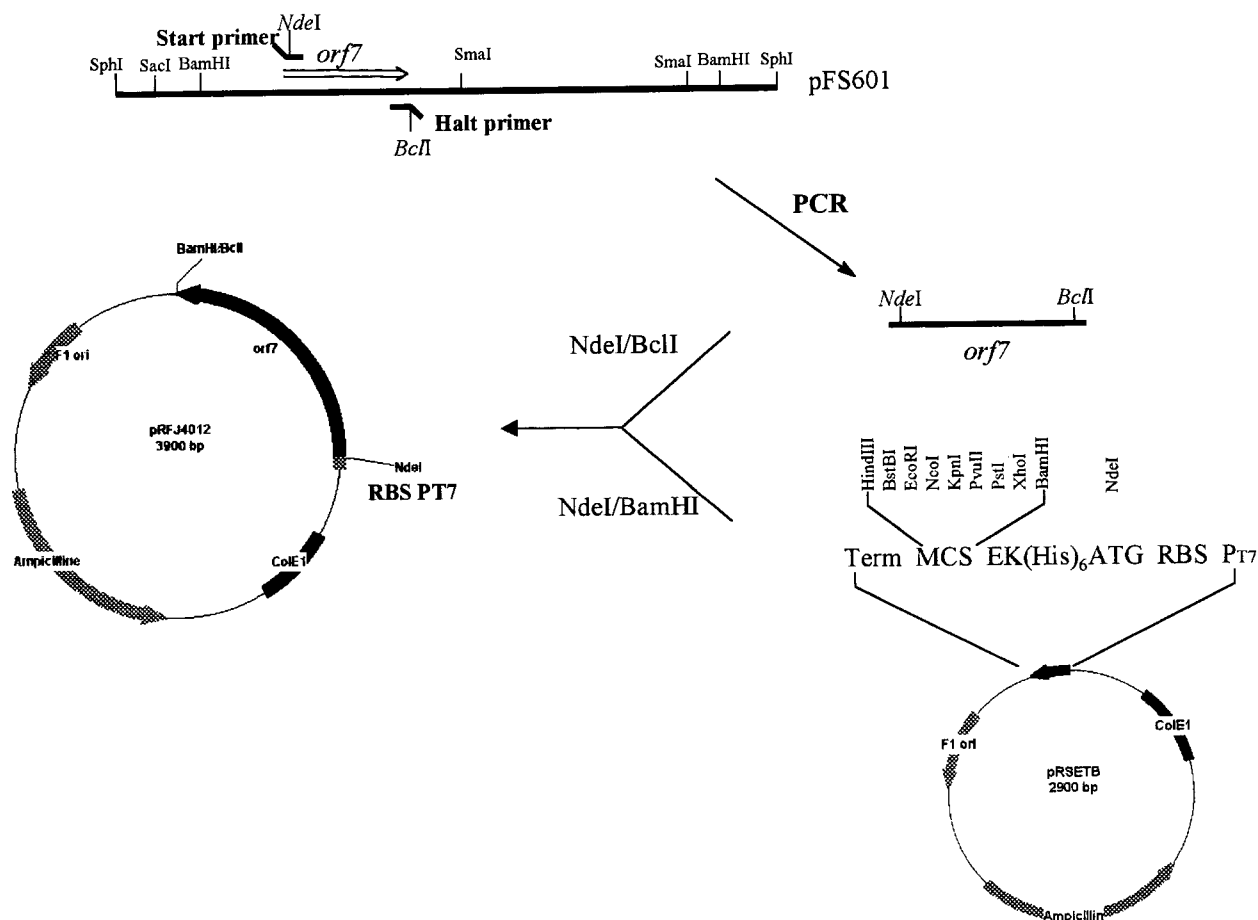 NdeI
Start primer
orf7
SphI
SacI
BamHI
SmaI
SmaI
BamHI
SphI
pFS601
Halt primer
BclI
PCR
BamHI/BclI
NdeI
BclI
orf7
F1 ori
orf7
NdeI/BclI
pRFJ4012
3900 bp
NdeI
RBS PT7
NdeI/BamHI
Ampicilline
ColE1
HindIII
BstBI
EcoRI
NcoI
KpnI
PvuII
PstI
XhoI
BamHI
NdeI
Term MCS EK(His)6ATG RBS PT7
ColE1
F1 ori
pRSETB
2900 bp
Ampicillin